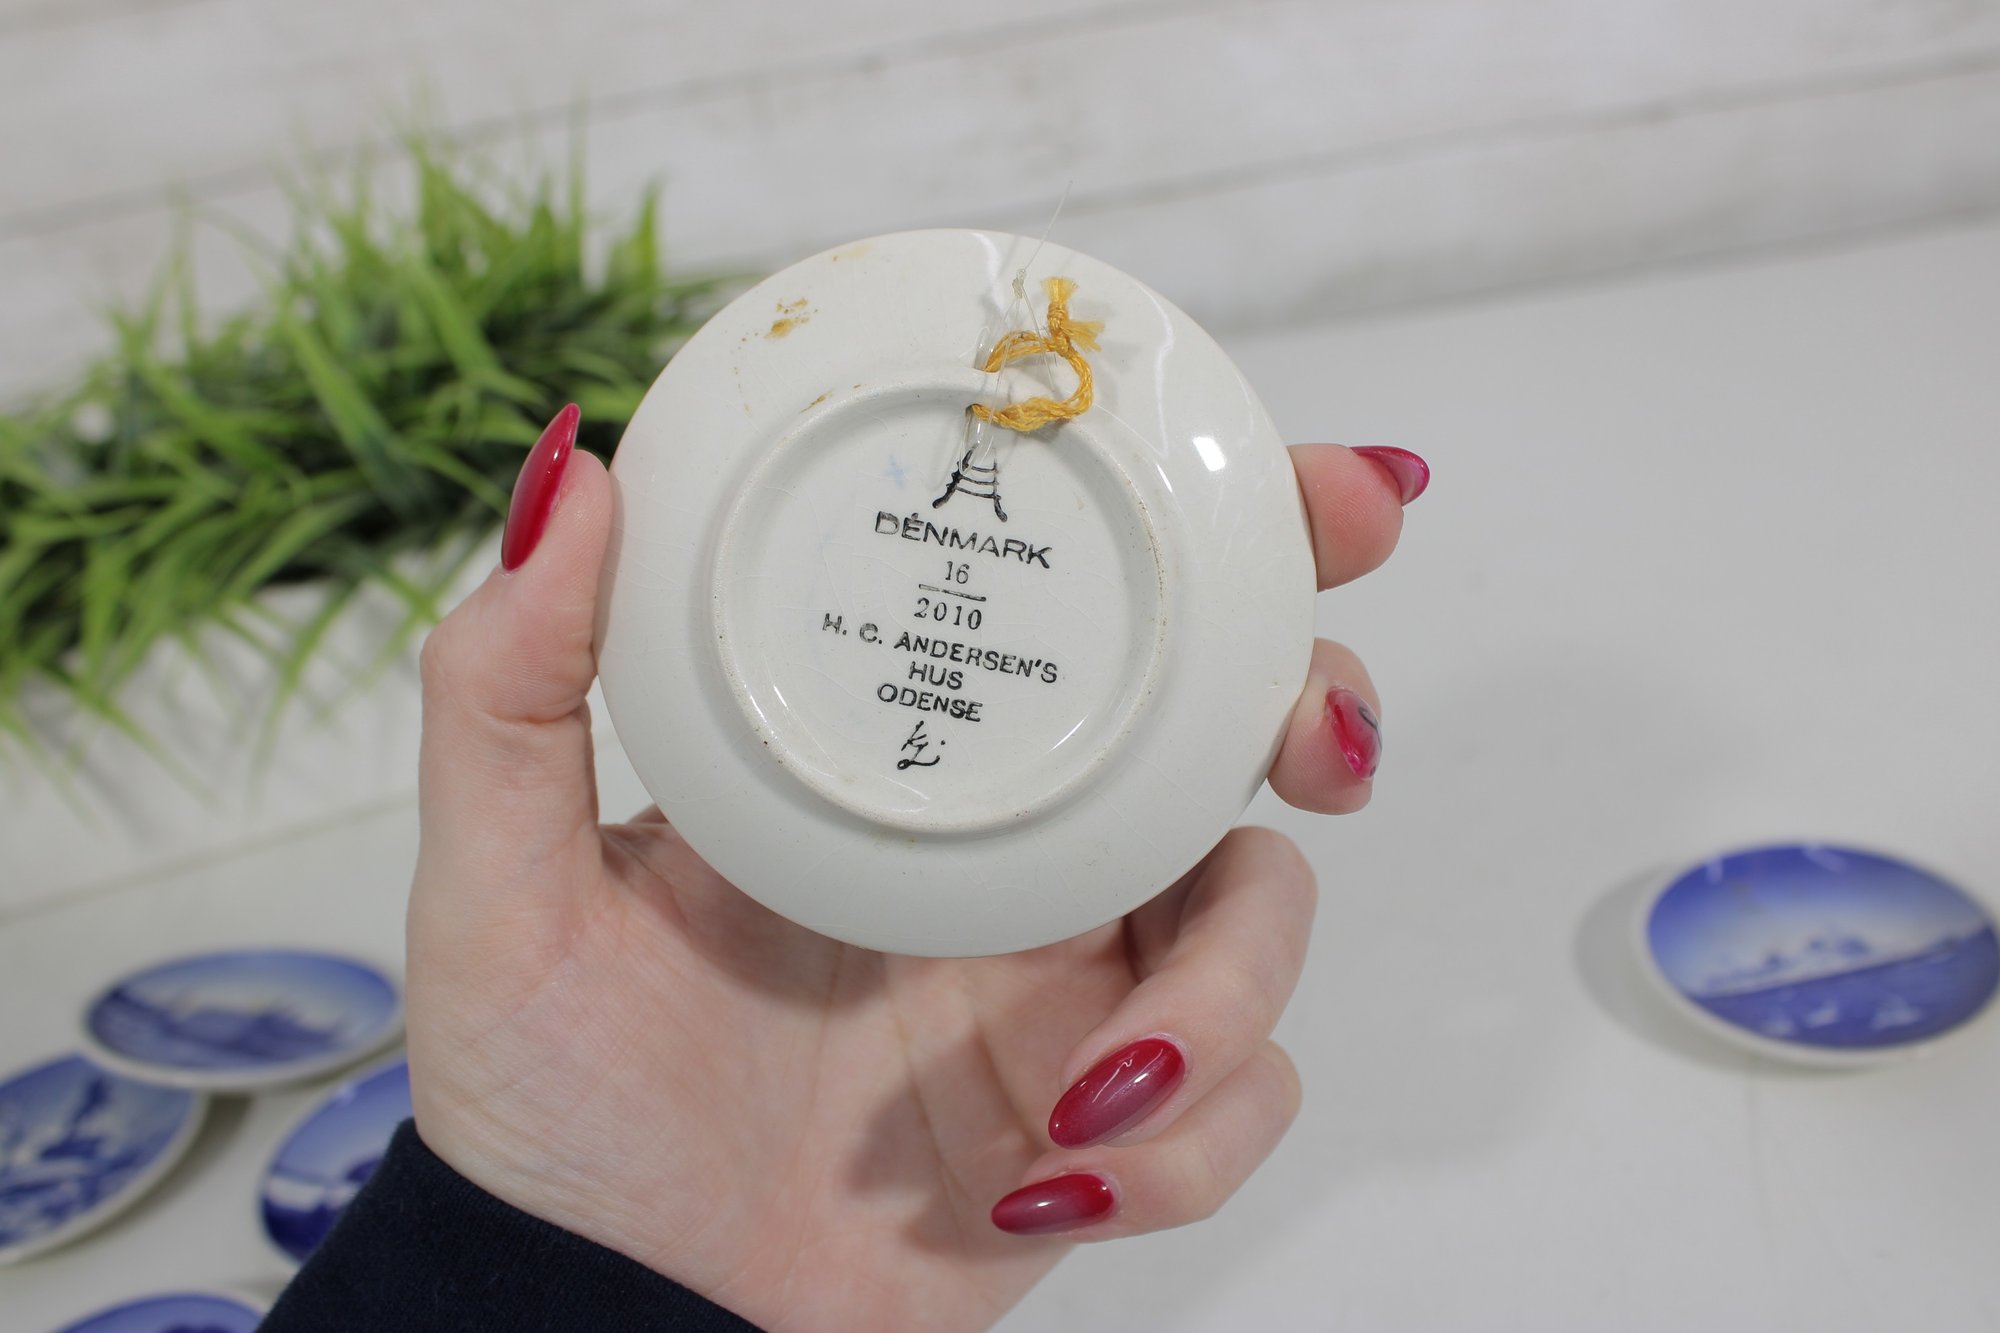 DENMARK
16
2010
H. C. ANDERSEN'S
HUS
ODENSE